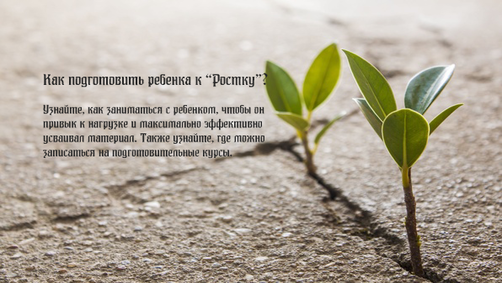 Как подготовить ребенка к “Ростку”?
Узнайте, как заниматься с ребенком, чтобы он
привык к нагрузке и максимально эффективно
усваивал материал. Также узнайте, где можно
записаться на подготовительные курсы.